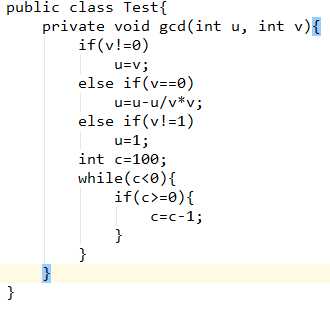 public class Test{
    private void gcd(int u, int v){
        if(v!=0)
            u=v;
        else if(v==0)
            u=u-u/v*v;
        else if(v!=1)
            u=1;
        int c=100;
        while(c<0){
            if(c>=0){
                c=c-1;
            }
        }
    }
}